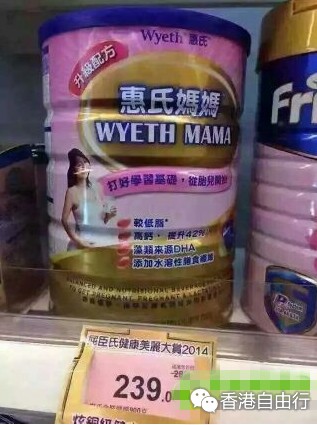 Wyeth 惠氏
升級配方
惠氏媽媽
WYETH MAMA
打好學習基礎，從胎兒開始
較低脂*
高鈣，提升42%
藻類來源DHA
添加水溶性膳食纖維
Fri
屈臣氏健康美麗大賞2014
239.0
香港自由行